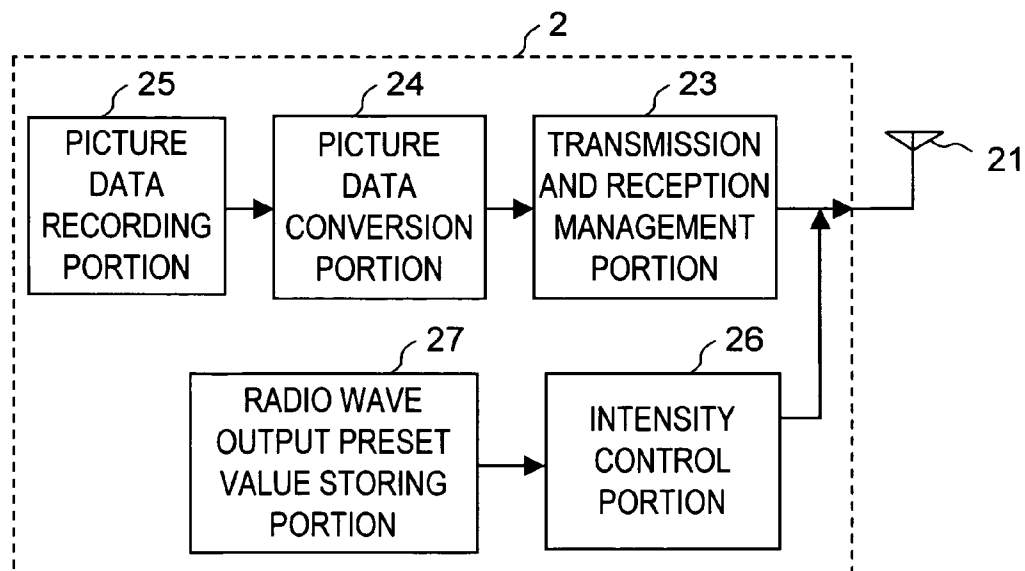 2
25
24
23
21
PICTURE
DATA
RECORDING
PORTION
PICTURE
DATA
CONVERSION
PORTION
TRANSMISSION
AND RECEPTION
MANAGEMENT
PORTION
27
26
RADIO WAVE
OUTPUT PRESET
VALUE STORING
PORTION
INTENSITY
CONTROL
PORTION